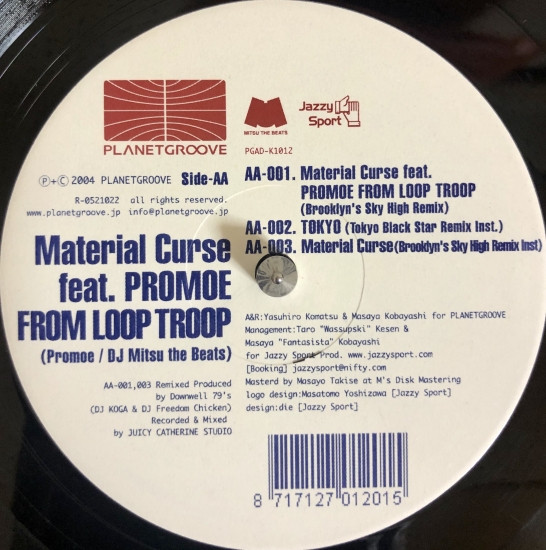 PLANETGROOVE
MITSU THE BEATS
Jazzy
Sport
PGAD-K1012
Ⓟ+Ⓒ 2004 PLANETGROOVE Side-AA
R-0521022 all rights reserved.
www.planetgroove.jp info@planetgroove.jp
Material Curse
feat. PROMOE
FROM LOOP TROOP
(Promoe / DJ Mitsu the Beats)
AA-001,003 Remixed Produced
by Downwell 79's
(DJ KOGA & DJ Freedom Chicken)
Recorded & Mixed
by JUICY CATHERINE STUDIO
AA-001. Material Curse feat.
PROMOE FROM LOOP TROOP
(Brooklyn's Sky High Remix)
AA-002. TOKYO (Tokyo Black Star Remix Inst.)
AA-003. Material Curse(Brooklyn's Sky High Remix Inst)
A&R:Yasuhiro Komatsu & Masaya Kobayashi for PLANETGROOVE
Management:Taro "Wassupski" Kesen &
Masaya "Fantasista" Kobayashi
for Jazzy Sport Prod. www.jazzysport.com
[Booking] jazzysport@nifty.com
Masterd by Masayo Takise at M's Disk Mastering
logo design:Masatomo Yoshizawa [Jazzy Sport]
design:die [Jazzy Sport]
8 717127 012015